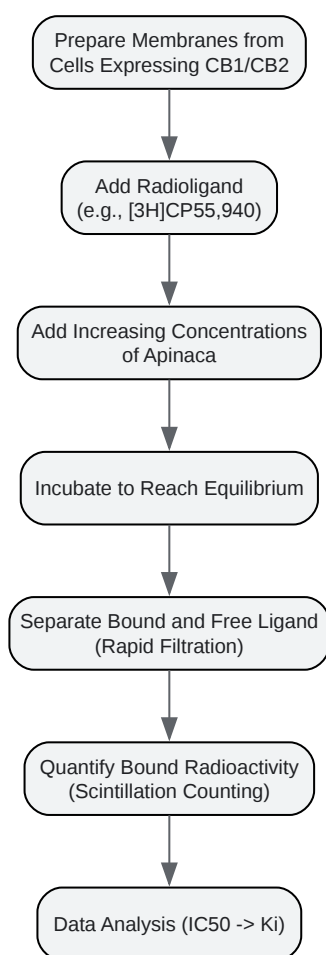 Prepare Membranes from
Cells Expressing CB1/CB2
Add Radioligand
(e.g., [3H]CP55,940)
Add Increasing Concentrations
of Apinaca
Incubate to Reach Equilibrium
Separate Bound and Free Ligand
(Rapid Filtration)
Quantify Bound Radioactivity
(Scintillation Counting)
Data Analysis (IC50 -> Ki)